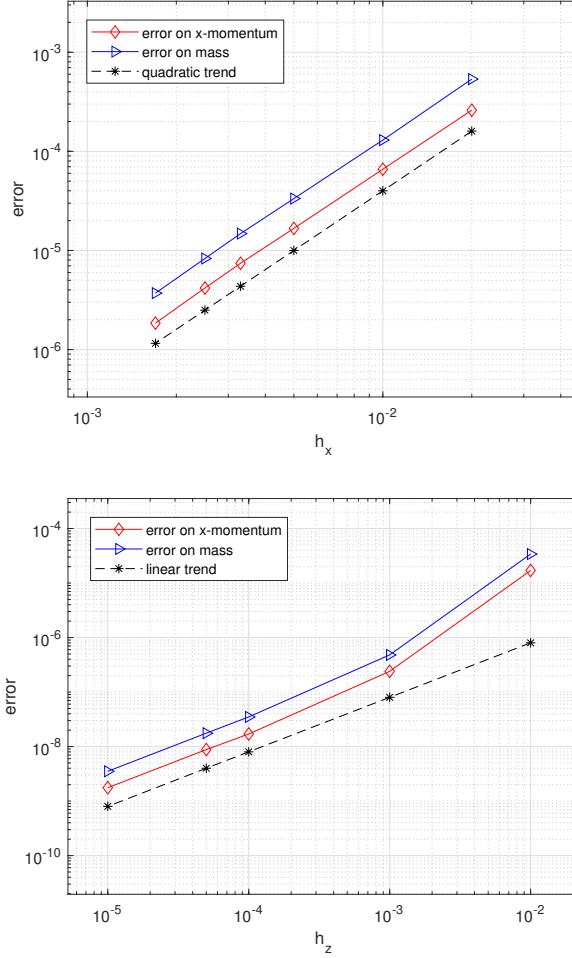 10^-3
10^-4
10^-5
10^-6
error
error on x-momentum
error on mass
quadratic trend
10^-3
10^-2
h_x
10^-4
10^-6
10^-8
10^-10
error
error on x-momentum
error on mass
linear trend
10^-5
10^-4
10^-3
10^-2
h_z